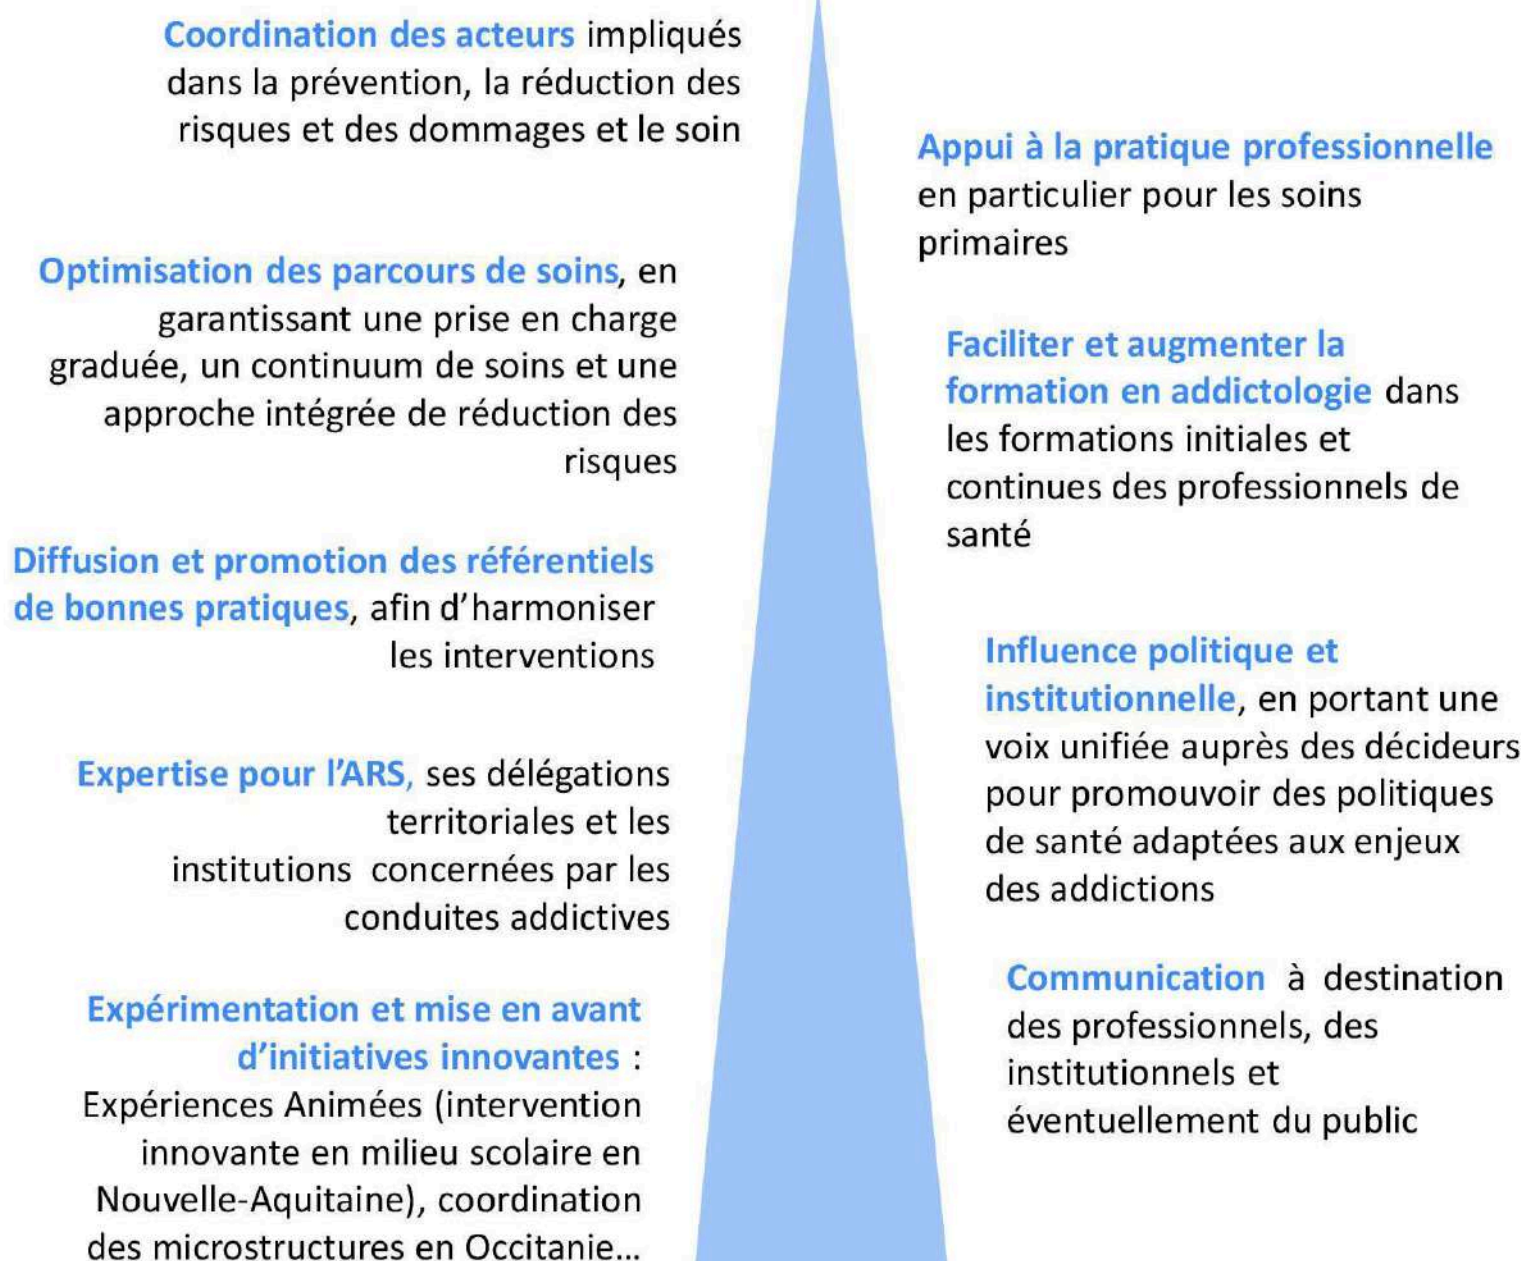 Coordination des acteurs impliqués
dans la prévention, la réduction des
risques et des dommages et le soin
Optimisation des parcours de soins, en
garantissant une prise en charge
graduée, un continuum de soins et une
approche intégrée de réduction des
risques
Diffusion et promotion des référentiels
de bonnes pratiques, afin d'harmoniser
les interventions
Expertise pour l'ARS, ses délégations
territoriales et les
institutions concernées par les
conduites addictives
Expérimentation et mise en avant
d'initiatives innovantes :
Expériences Animées (intervention
innovante en milieu scolaire en
Nouvelle-Aquitaine), coordination
des microstructures en Occitanie...
Appui à la pratique professionnelle
en particulier pour les soins
primaires
Faciliter et augmenter la
formation en addictologie dans
les formations initiales et
continues des professionnels de
santé
Influence politique et
institutionnelle, en portant une
voix unifiée auprès des décideurs
pour promouvoir des politiques
de santé adaptées aux enjeux
des addictions
Communication à destination
des professionnels, des
institutionnels et
éventuellement du public